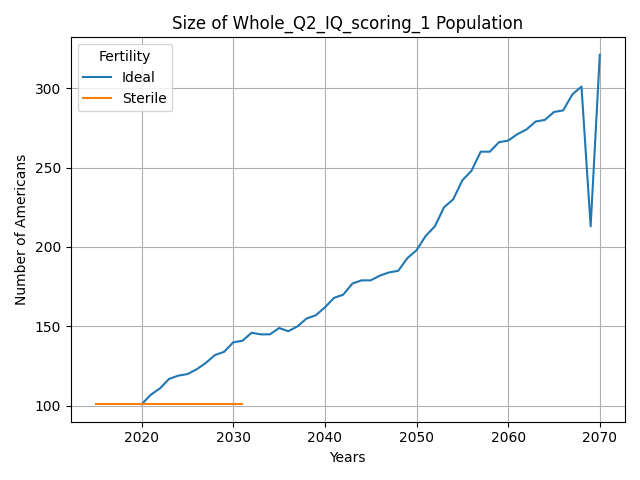 Size of Whole_Q2_IQ_scoring_1 Population
Fertility
Ideal
Sterile
Number of Americans
300
250
200
150
100
2020 2030 2040 2050 2060 2070
Years